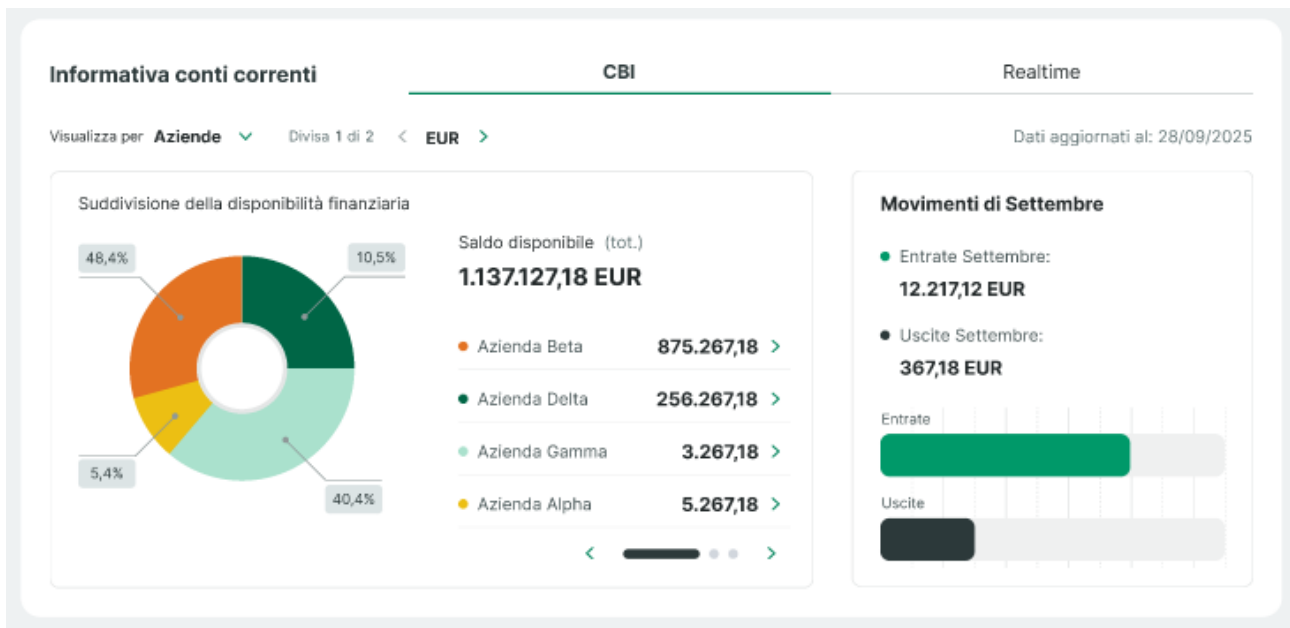 Informativa conti correnti
CBI
Realtime
Visualizza per Aziende
Divisa 1 di 2
EUR
Dati aggiornati al: 28/09/2025
Suddivisione della disponibilità finanziaria
48,4%
10,5%
5,4%
40,4%
Saldo disponibile (tot.)
1.137.127,18 EUR
Azienda Beta 875.267,18
Azienda Delta 256.267,18
Azienda Gamma 3.267,18
Azienda Alpha 5.267,18
Movimenti di Settembre
Entrate Settembre:
12.217,12 EUR
Uscite Settembre:
367,18 EUR
Entrate
Uscite